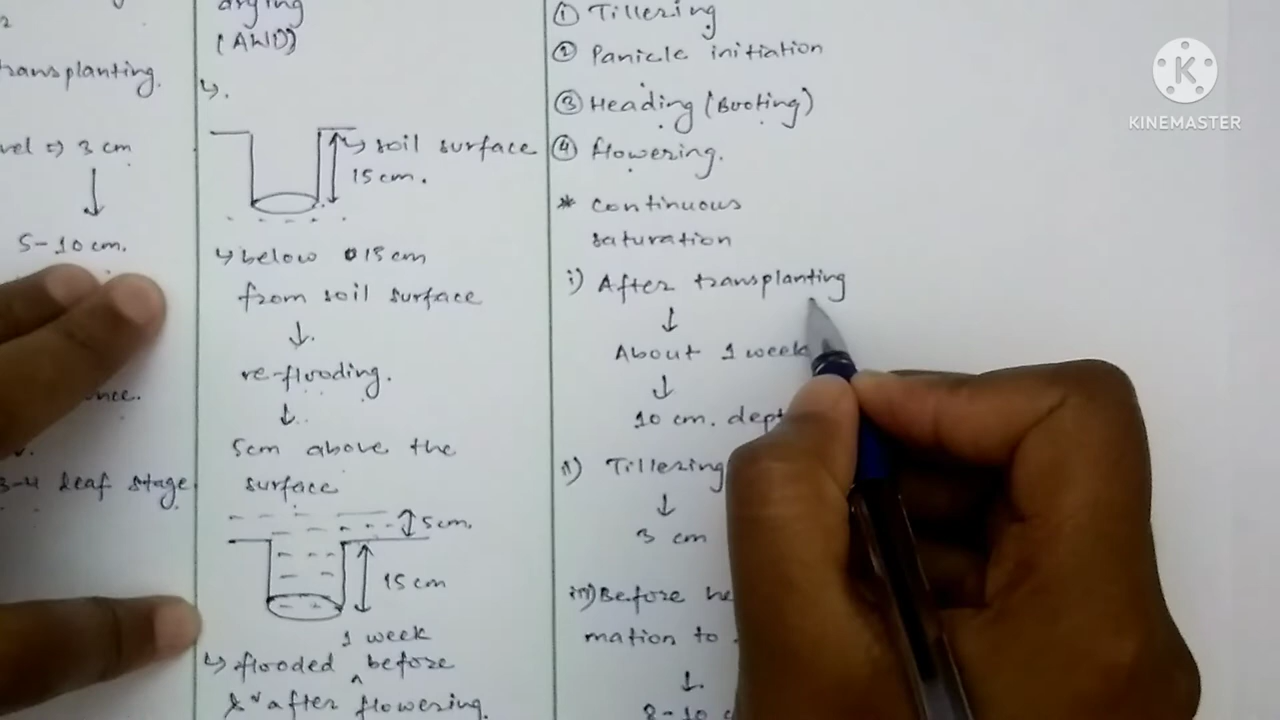 transplanting.
3 cm
5-10 cm.
3-4 leaf stage
drying
(AWD)
soil surface
15 cm.
below 15 cm
from soil surface
re-flooding.
5cm above the
surface
5cm.
15 cm
1 week
flooded before
& after flowering.
① Tillering
② Panicle initiation
③ Heading (Booting)
④ flowering.
* continuous
saturation
i) After transplanting
About 1 week
10 cm.
ii) Tillering
3 cm
iii) Before
mation to
8-10
KINEMASTER